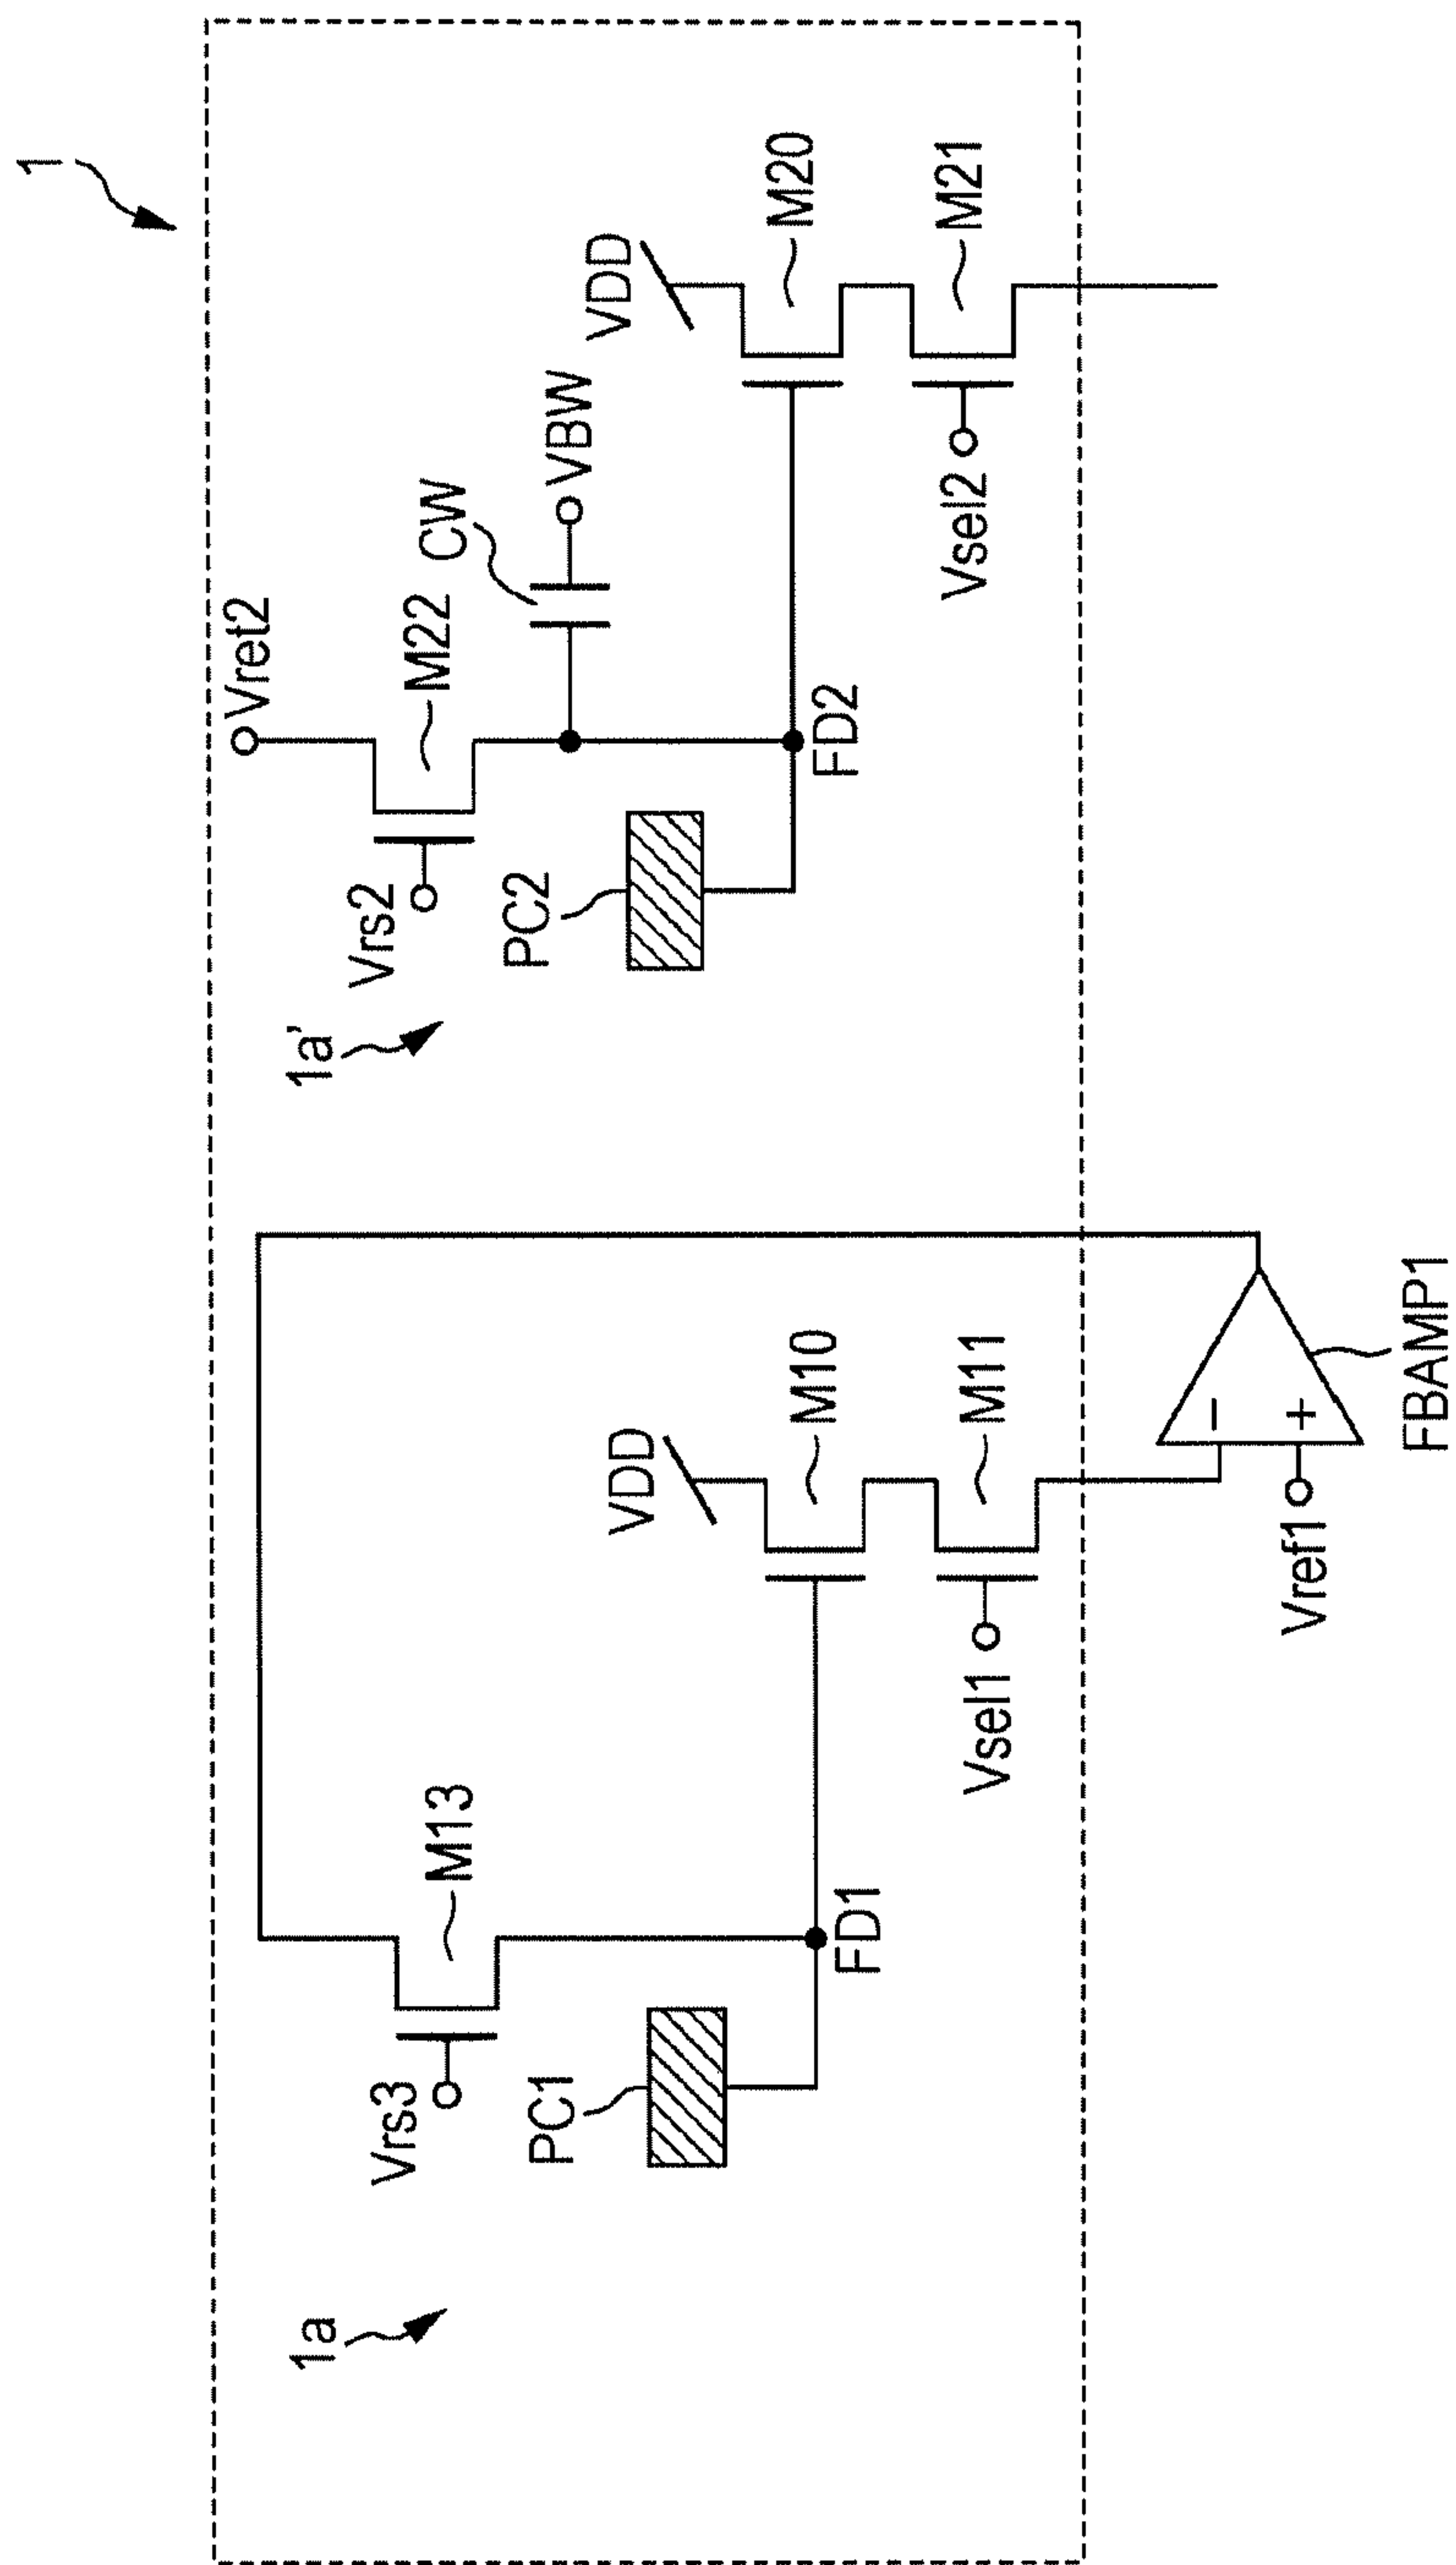 1
1a
1a'
Vrs3
M13
PC1
FD1
VDD
M10
M11
Vsel1
Vref1
−
+
FBAMP1
Vret2
Vrs2
M22
CW
VBW
PC2
FD2
VDD
M20
M21
Vsel2